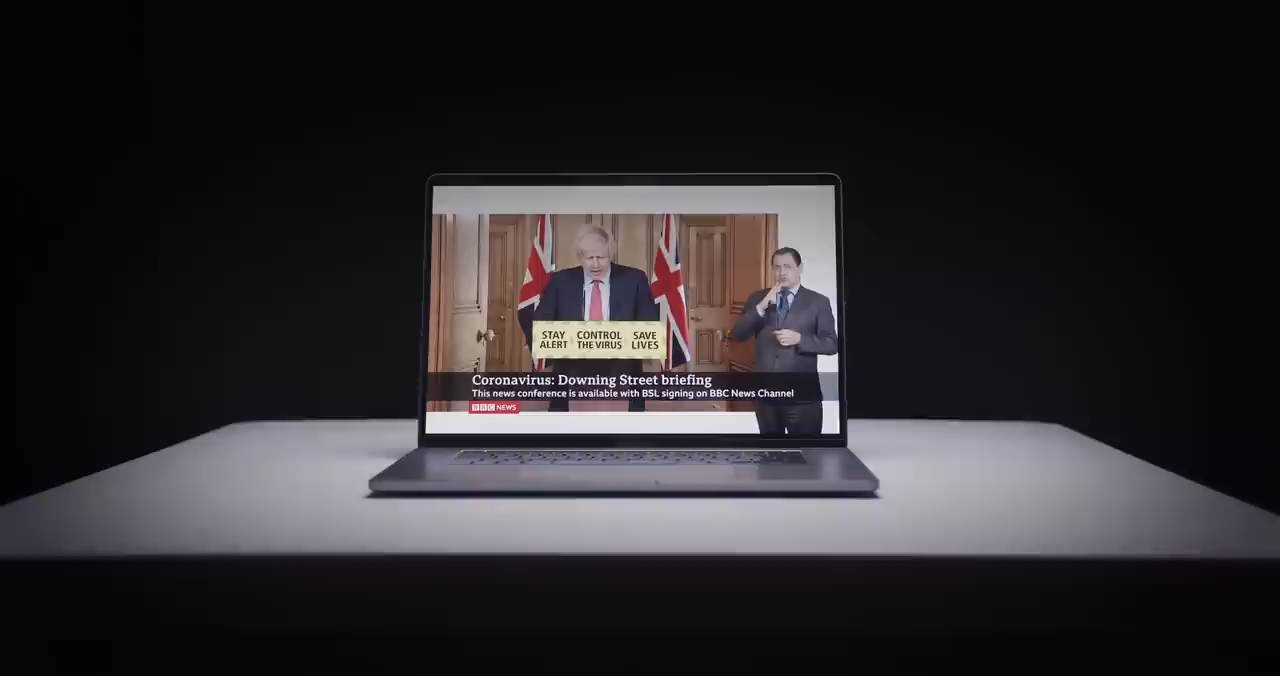 STAY ALERT
CONTROL THE VIRUS
SAVE LIVES
Coronavirus: Downing Street briefing
This news conference is available with BSL signing on BBC News Channel
BBC NEWS